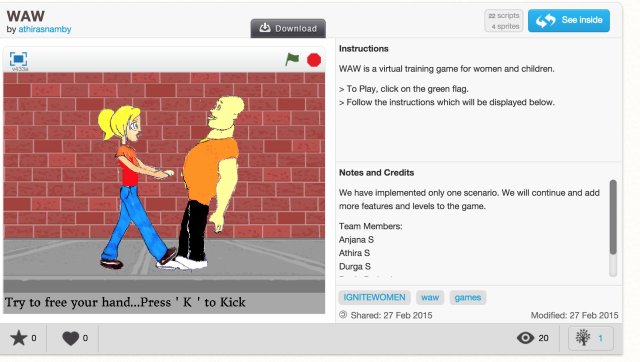 WAW
by athirasnamby
Download
22 scripts
4 sprites
See inside
v433a
Instructions
WAW is a virtual training game for women and children.
> To Play, click on the green flag.
> Follow the instructions which will be displayed below.
Notes and Credits
We have implemented only one scenario. We will continue and add
more features and levels to the game.
Team Members:
Anjana S
Athira S
Durga S
Try to free your hand...Press ' K ' to Kick
IGNITEWOMEN waw games
Shared: 27 Feb 2015 Modified: 27 Feb 2015
0 0 20 1